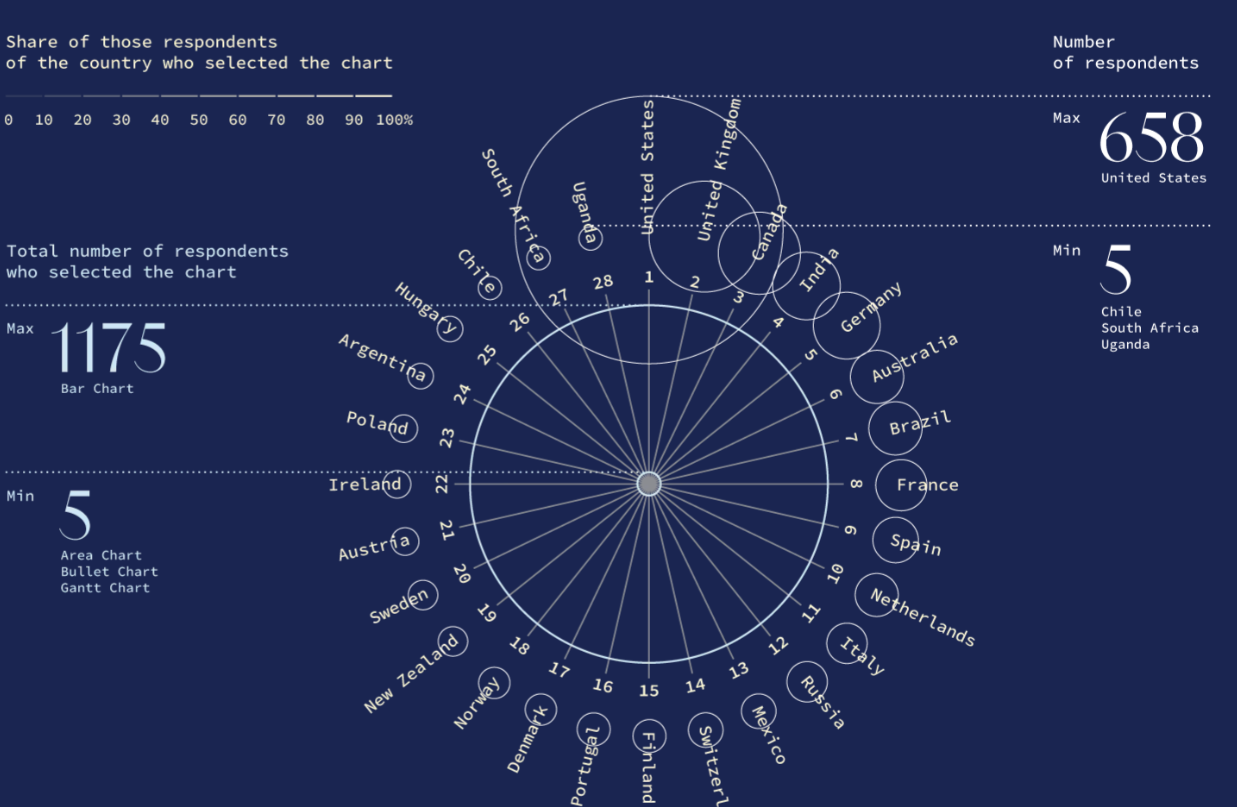 Share of those respondents
of the country who selected the chart
0 10 20 30 40 50 60 70 80 90 100%
Number
of respondents
Max
658
United States
Min
5
Chile
South Africa
Uganda
Total number of respondents
who selected the chart
Max
1175
Bar Chart
Min
5
Area Chart
Bullet Chart
Gantt Chart
United States
1
United Kingdom
2
Canada
3
India
4
Germany
5
Australia
6
Brazil
7
France
8
Spain
9
Netherlands
10
Italy
11
Russia
12
Mexico
13
Switzerl
14
Finland
15
Portugal
16
Denmark
17
Norway
18
New Zealand
19
Sweden
20
Austria
21
Ireland
22
Poland
23
Argentina
24
Hungary
25
Chile
26
South Africa
27
Uganda
28